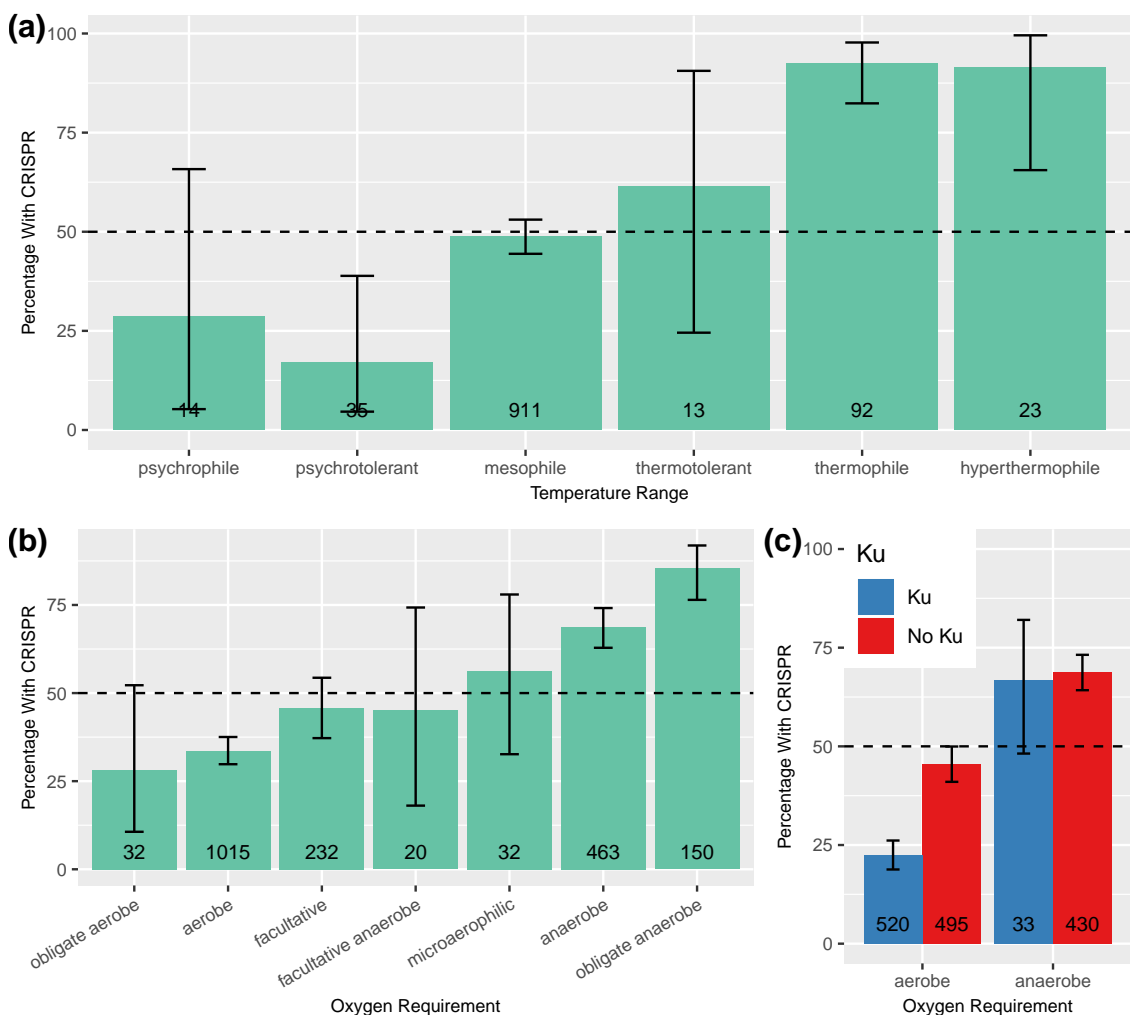 (a)
Percentage With CRISPR
100
75
50
25
0
14 35 911 13 92 23
psychrophile psychrotolerant mesophile thermotolerant thermophile hyperthermophile
Temperature Range
(b)
Percentage With CRISPR
75
50
25
0
32 1015 232 20 32 463 150
obligate aerobe aerobe facultative facultative anaerobe microaerophilic anaerobe obligate anaerobe
Oxygen Requirement
(c)
Percentage With CRISPR
100
75
50
25
0
Ku
Ku
No Ku
520 495 33 430
aerobe anaerobe
Oxygen Requirement